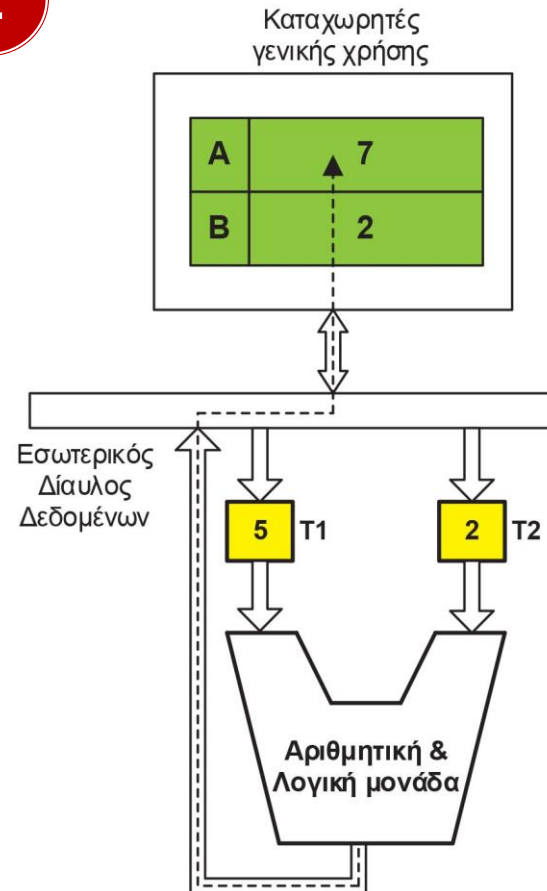 Καταχωρητές
γενικής χρήσης
A 7
B 2
Εσωτερικός
Δίαυλος
Δεδομένων
5 T1
2 T2
Αριθμητική &
Λογική μονάδα